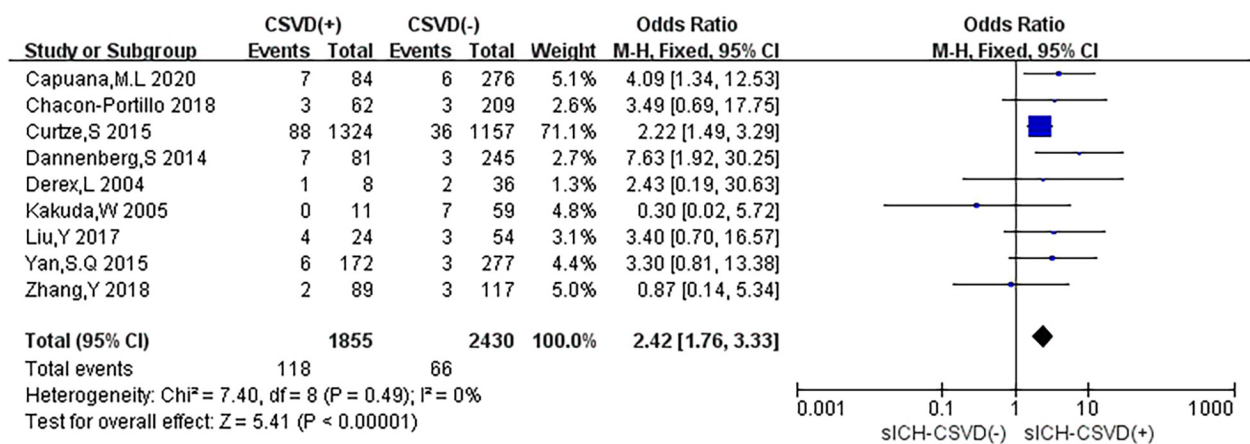 CSVD(+) CSVD(-) Odds Ratio Odds Ratio
Study or Subgroup Events Total Events Total Weight M-H, Fixed, 95% CI M-H, Fixed, 95% CI
Capuana,M.L 2020 7 84 6 276 5.1% 4.09 [1.34, 12.53]
Chacon-Portillo 2018 3 62 3 209 2.6% 3.49 [0.69, 17.75]
Curtze,S 2015 88 1324 36 1157 71.1% 2.22 [1.49, 3.29]
Dannenberg,S 2014 7 81 3 245 2.7% 7.63 [1.92, 30.25]
Derex,L 2004 1 8 2 36 1.3% 2.43 [0.19, 30.63]
Kakuda,W 2005 0 11 7 59 4.8% 0.30 [0.02, 5.72]
Liu,Y 2017 4 24 3 54 3.1% 3.40 [0.70, 16.57]
Yan,S.Q 2015 6 172 3 277 4.4% 3.30 [0.81, 13.38]
Zhang,Y 2018 2 89 3 117 5.0% 0.87 [0.14, 5.34]
Total (95% CI) 1855 2430 100.0% 2.42 [1.76, 3.33]
Total events 118 66
Heterogeneity: Chi² = 7.40, df = 8 (P = 0.49); I² = 0%
Test for overall effect: Z = 5.41 (P < 0.00001)
0.001 0.1 1 10 1000
sICH-CSVD(-) sICH-CSVD(+)